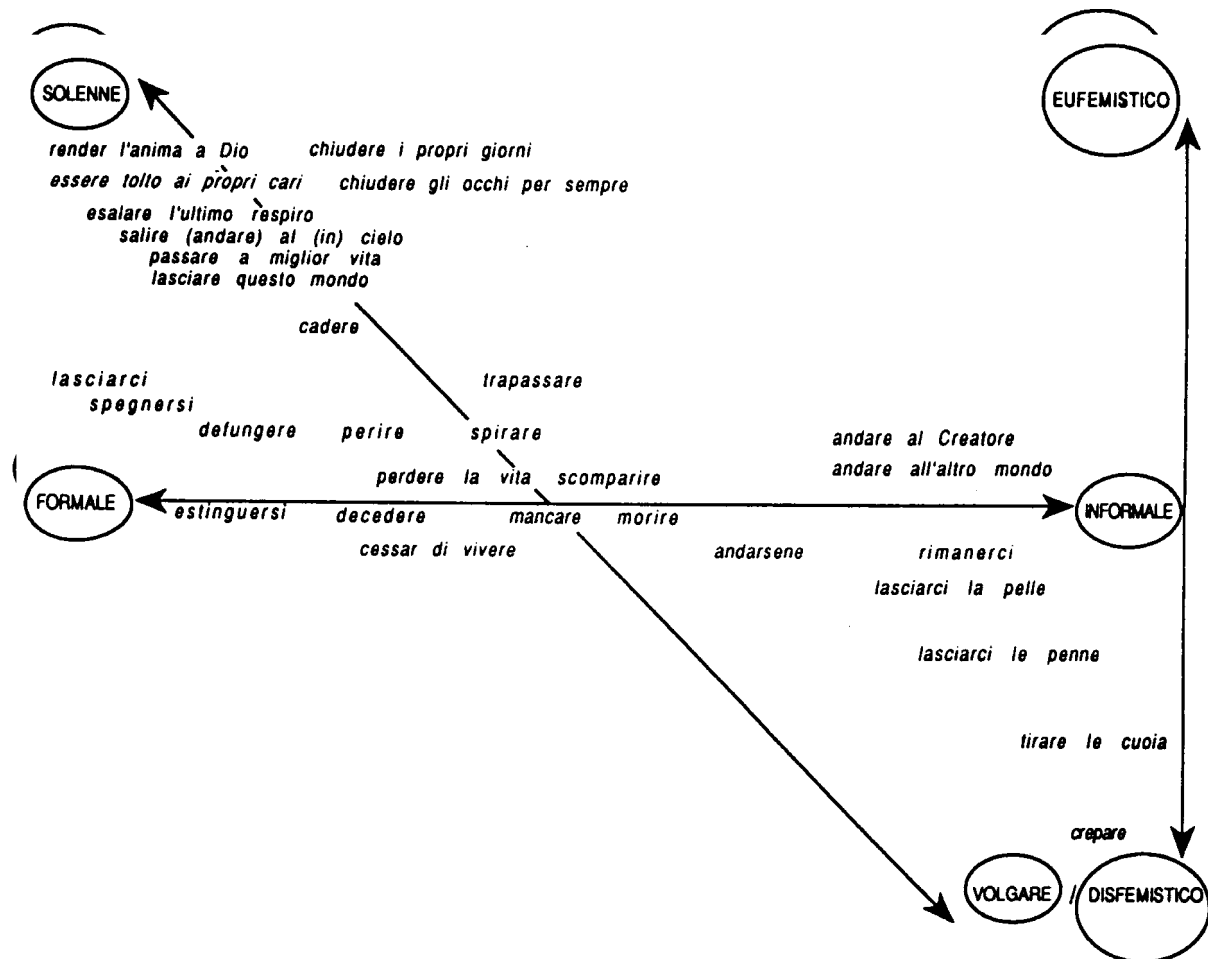 SOLENNE
EUFEMISTICO
render l'anima a Dio chiudere i propri giorni
essere tolto ai propri cari chiudere gli occhi per sempre
esalare l'ultimo respiro
salire (andare) al (in) cielo
passare a miglior vita
lasciare questo mondo
cadere
lasciarci trapassare
spegnersi
defungere perire spirare
andare al Creatore
perdere la vita scomparire andare all'altro mondo
FORMALE
INFORMALE
estinguersi decedere mancare morire
cessar di vivere andarsene rimanerci
lasciarci la pelle
lasciarci le penne
tirare le cuoia
crepare
VOLGARE / DISFEMISTICO